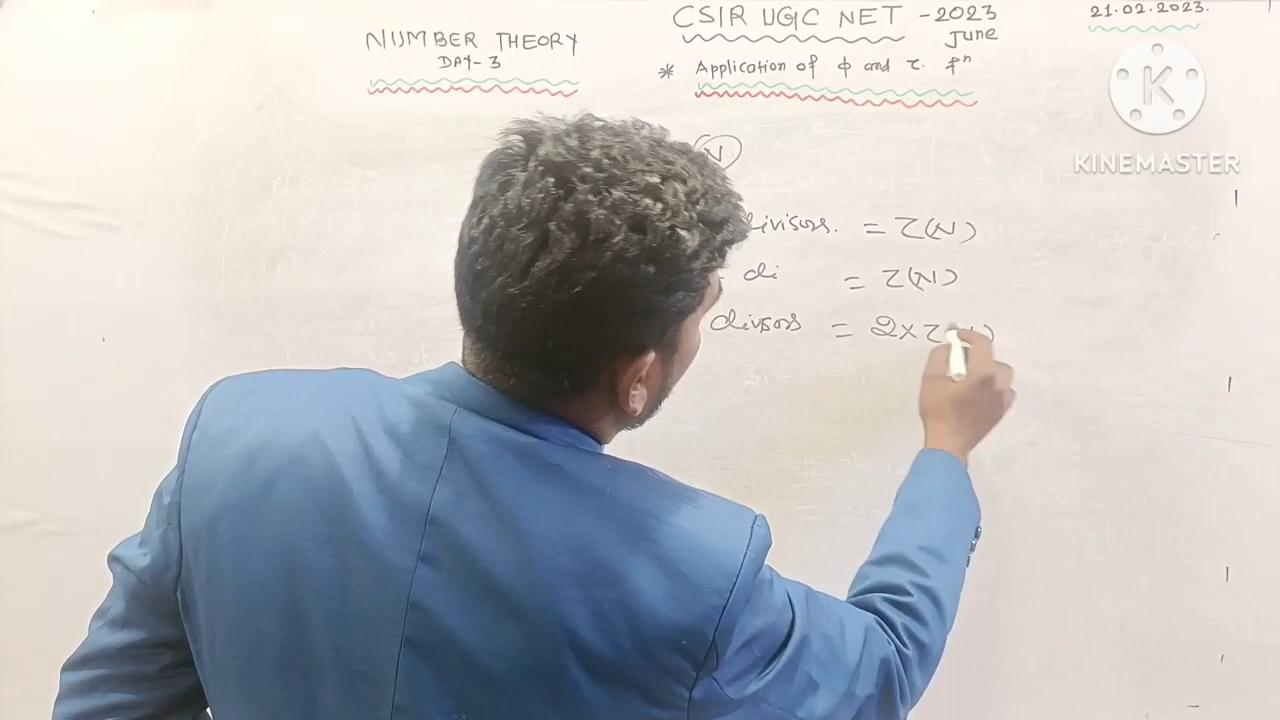 CSIR UGC NET - 2023
June
21.02.2023.
NUMBER THEORY
DAY-3
* Application of ϕ and τ. fⁿ
K
KINEMASTER
N
divisors. = τ(N)
di = τ(N)
divisors = 2×τ